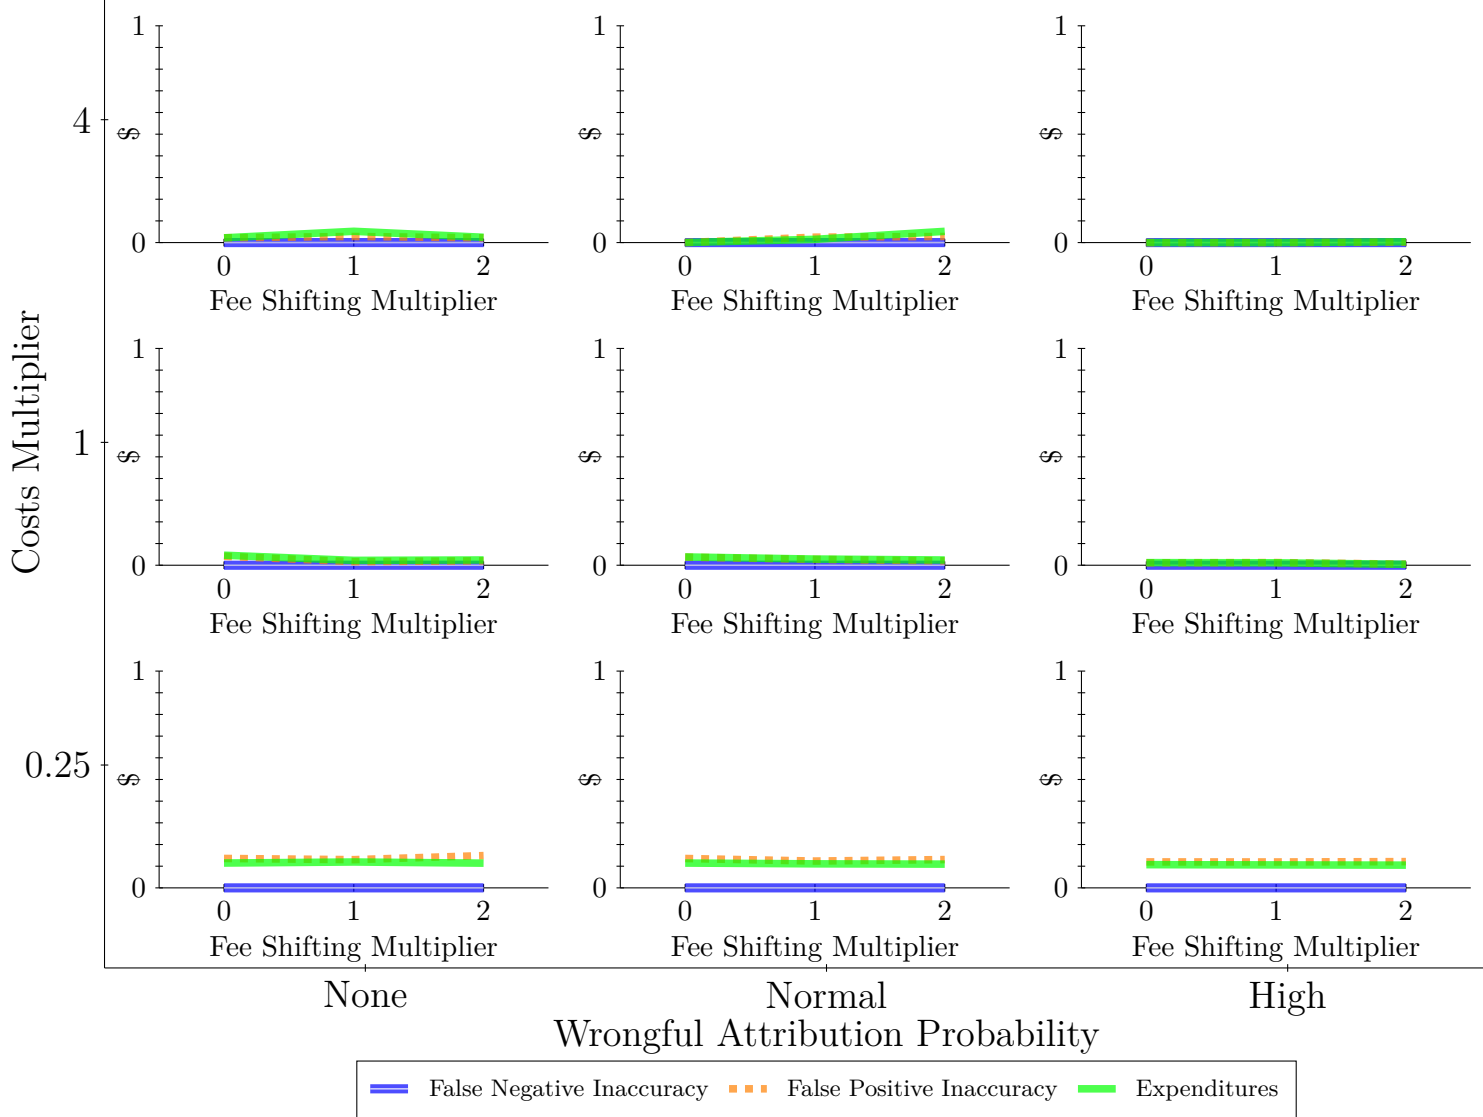 1
$
0
0 1 2
Fee Shifting Multiplier
1
$
0
0 1 2
Fee Shifting Multiplier
1
$
0
0 1 2
Fee Shifting Multiplier
4
1
$
0
0 1 2
Fee Shifting Multiplier
1
$
0
0 1 2
Fee Shifting Multiplier
1
$
0
0 1 2
Fee Shifting Multiplier
1
Costs Multiplier
1
$
0
0 1 2
Fee Shifting Multiplier
1
$
0
0 1 2
Fee Shifting Multiplier
1
$
0
0 1 2
Fee Shifting Multiplier
0.25
None Normal High
Wrongful Attribution Probability
False Negative Inaccuracy False Positive Inaccuracy Expenditures